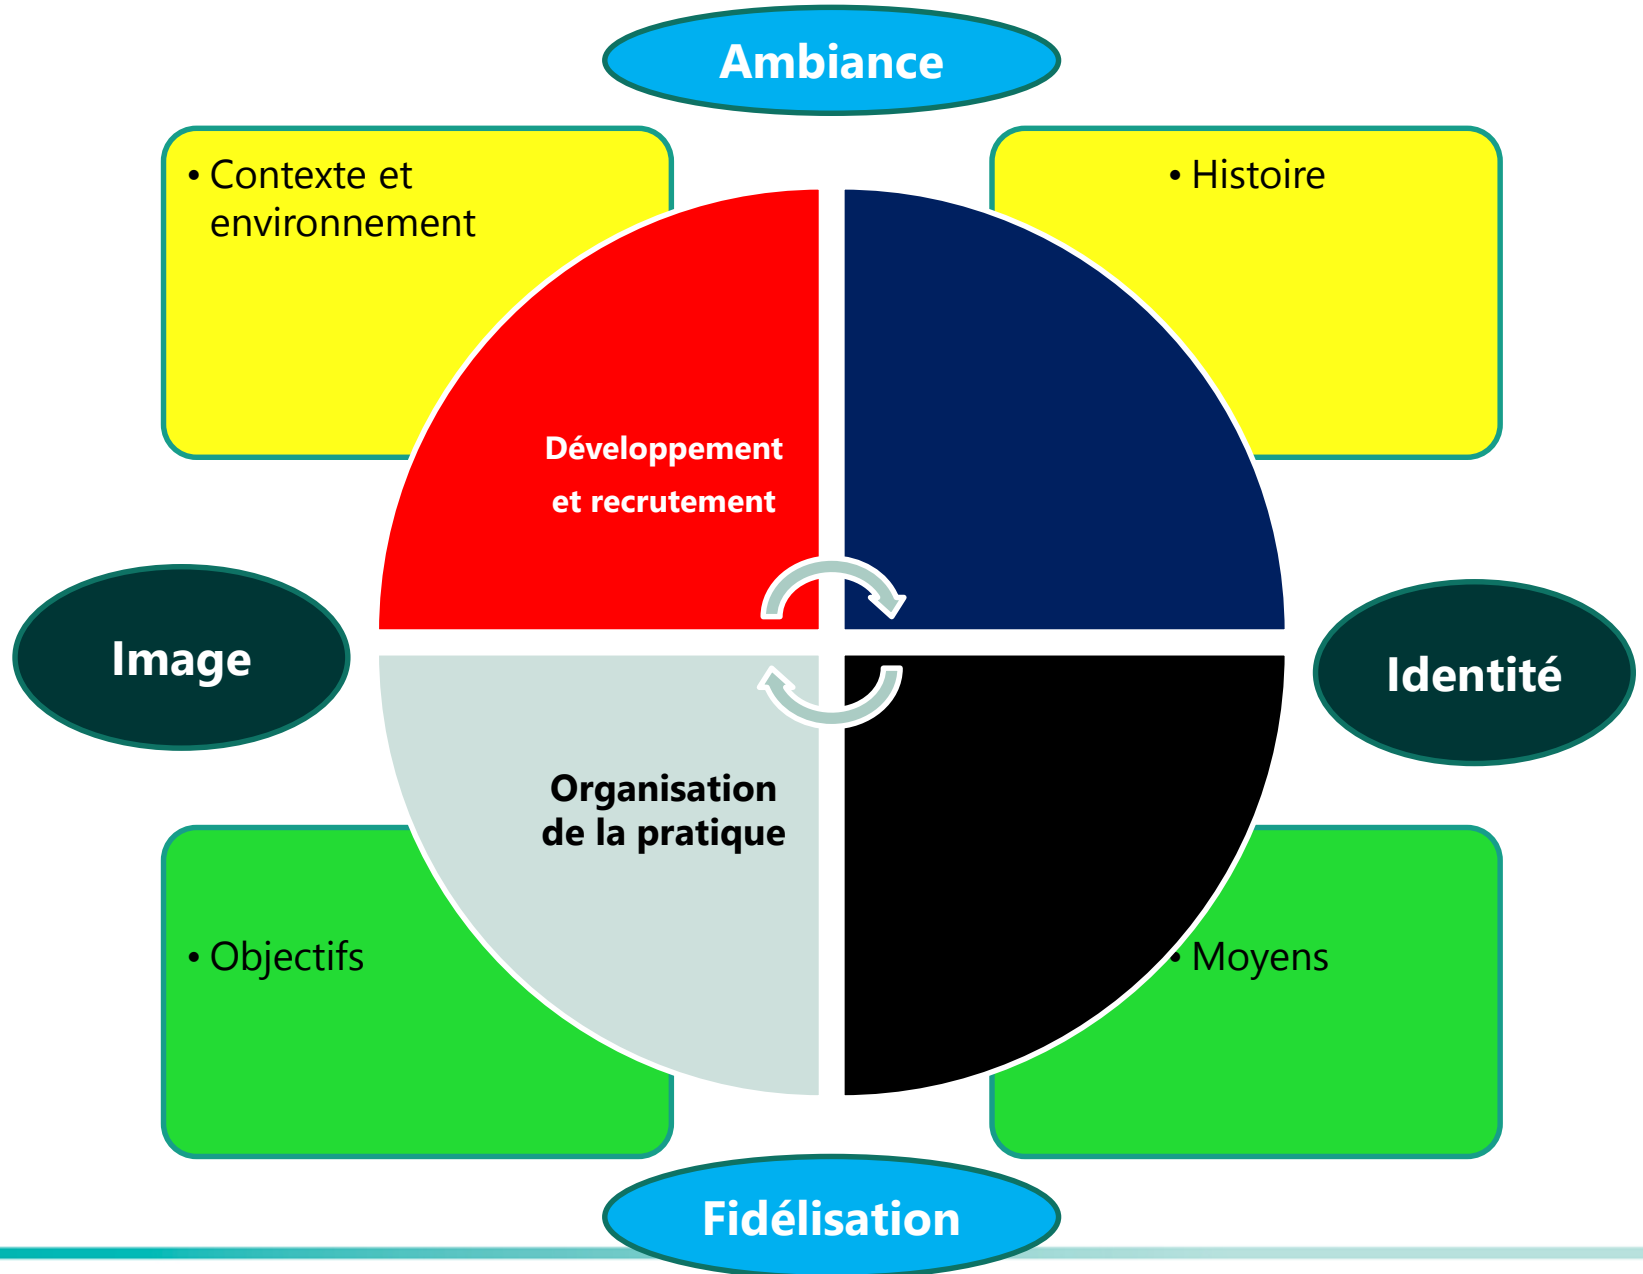 Ambiance
• Contexte et
environnement
• Histoire
Développement
et recrutement
Image
Identité
Organisation
de la pratique
• Objectifs
• Moyens
Fidélisation